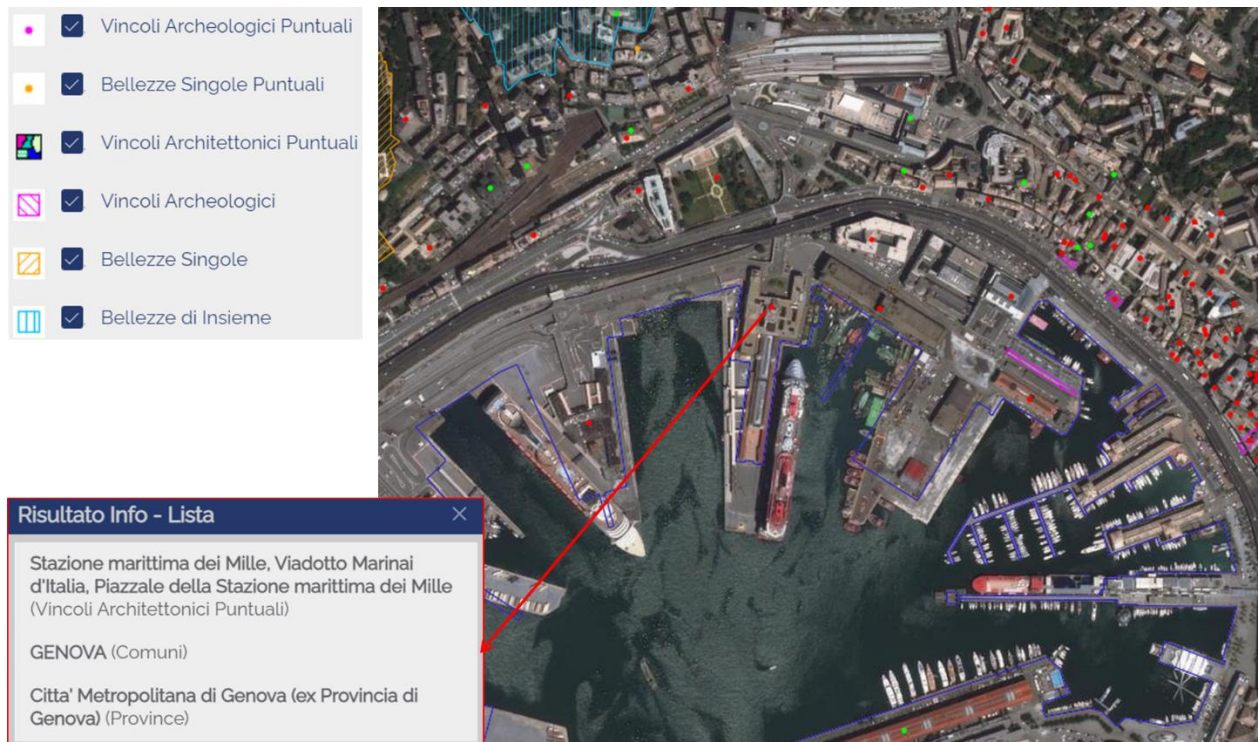 Vincoli Archeologici Puntuali
Bellezze Singole Puntuali
Vincoli Architettonici Puntuali
Vincoli Archeologici
Bellezze Singole
Bellezze di Insieme
Risultato Info - Lista
Stazione marittima dei Mille, Viadotto Marinai
d'Italia, Piazzale della Stazione marittima dei Mille
(Vincoli Architettonici Puntuali)
GENOVA (Comuni)
Citta' Metropolitana di Genova (ex Provincia di
Genova) (Province)